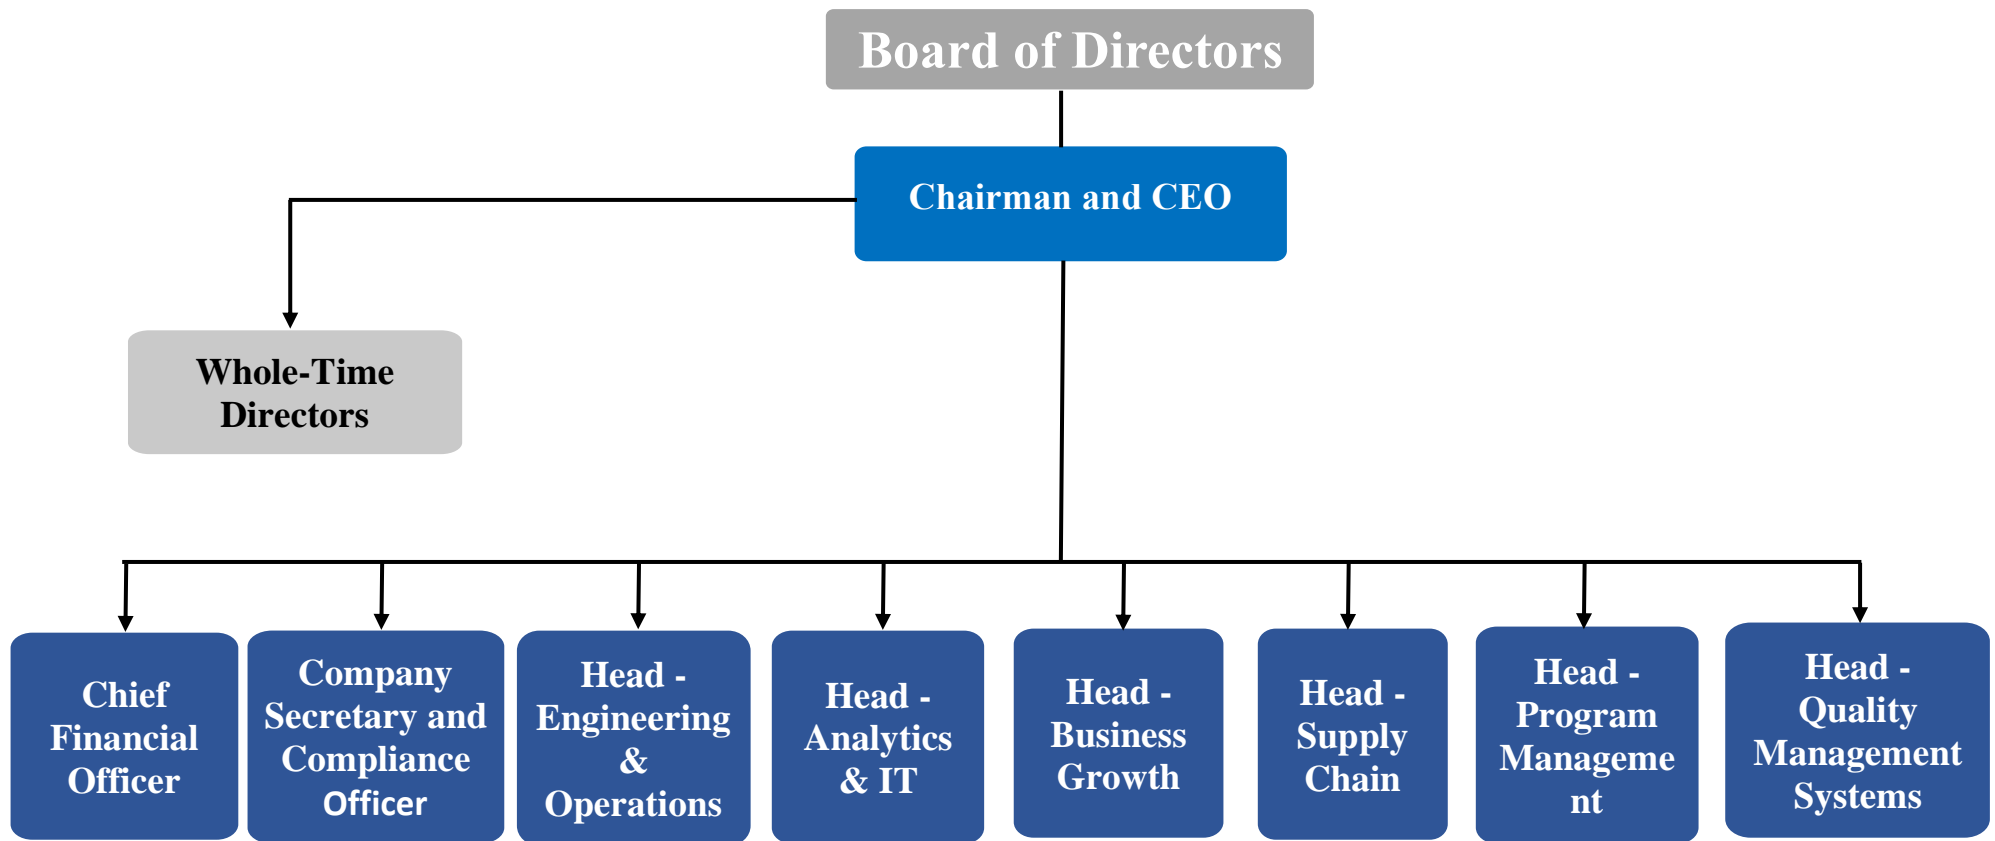 Board of Directors
Chairman and CEO
Whole-Time
Directors
Chief
Financial
Officer
Company
Secretary and
Compliance
Officer
Head -
Engineering
&
Operations
Head -
Analytics
& IT
Head -
Business
Growth
Head -
Supply
Chain
Head -
Program
Manageme
nt
Head -
Quality
Management
Systems